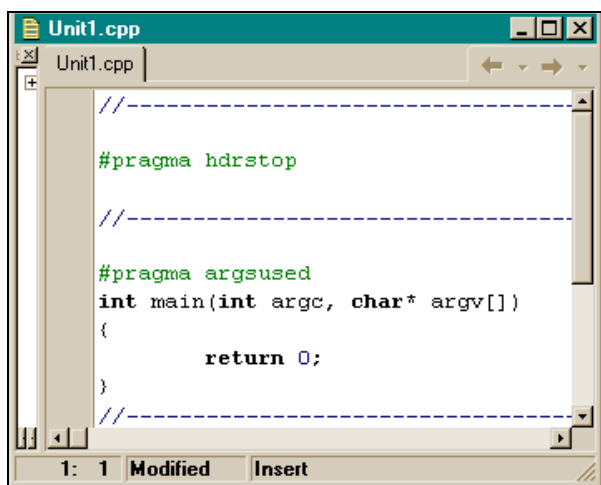 Unit1.cpp
Unit1.cpp
//---------------------------------
#pragma hdrstop
//---------------------------------
#pragma argsused
int main(int argc, char* argv[])
{
        return 0;
}
//---------------------------------
1: 1 Modified Insert